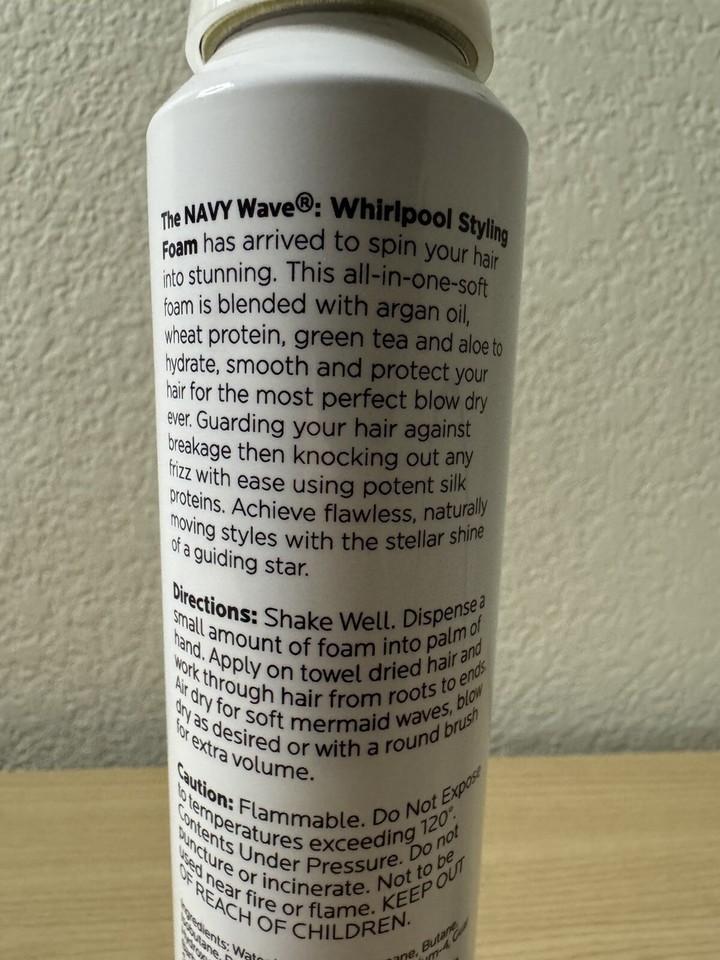 The NAVY Wave®: Whirlpool Styling
Foam has arrived to spin your hair
into stunning. This all-in-one-soft
foam is blended with argan oil,
wheat protein, green tea and aloe to
hydrate, smooth and protect your
hair for the most perfect blow dry
ever. Guarding your hair against
breakage then knocking out any
frizz with ease using potent silk
proteins. Achieve flawless, naturally
moving styles with the stellar shine
of a guiding star.
Directions: Shake Well. Dispense a
small amount of foam into palm of
hand. Apply on towel dried hair and
work through hair from roots to ends.
Air dry for soft mermaid waves, blow
dry as desired or with a round brush
for extra volume.
Caution: Flammable. Do Not Expose
to temperatures exceeding 120°.
Contents Under Pressure. Do not
puncture or incinerate. Not to be
used near fire or flame. KEEP OUT
OF REACH OF CHILDREN.
Ingredients: Butane,